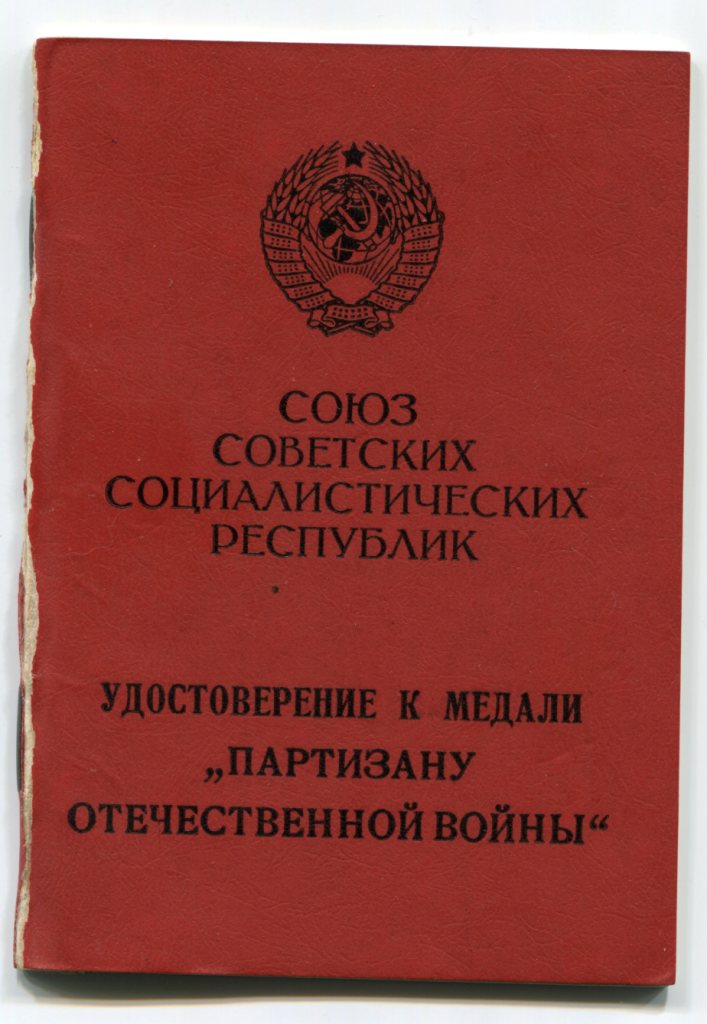 СОЮЗ
СОВЕТСКИХ
СОЦИАЛИСТИЧЕСКИХ
РЕСПУБЛИК
УДОСТОВЕРЕНИЕ К МЕДАЛИ
„ПАРТИЗАНУ
ОТЕЧЕСТВЕННОЙ ВОЙНЫ“